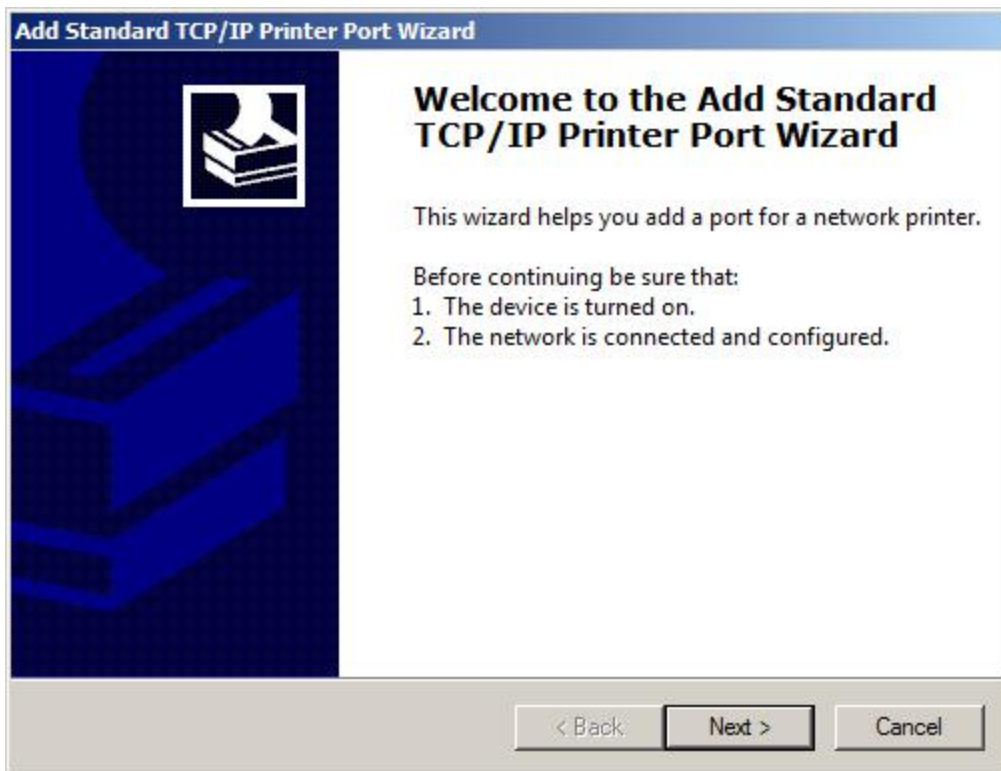 Add Standard TCP/IP Printer Port Wizard
Welcome to the Add Standard
TCP/IP Printer Port Wizard
This wizard helps you add a port for a network printer.
Before continuing be sure that:
1. The device is turned on.
2. The network is connected and configured.
< Back Next > Cancel